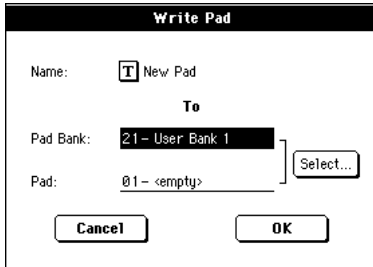 Write Pad
Name: T New Pad
To
Pad Bank: 21- User Bank 1
Select...
Pad: 01- <empty>
Cancel OK